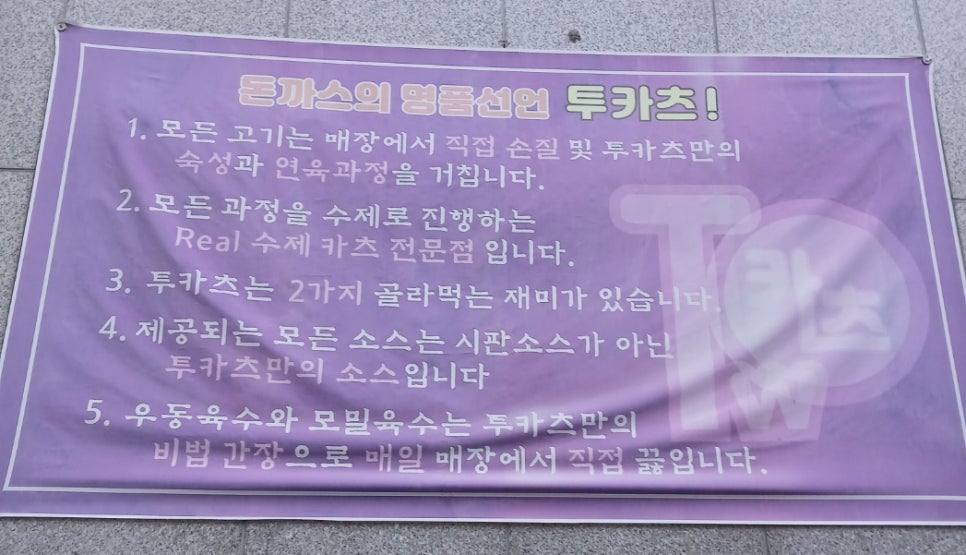 돈까스의 명품선언 투카츠!
1. 모든 고기는 매장에서 직접 손질 및 투카츠만의
숙성과 연육과정을 거칩니다.
2. 모든 과정을 수제로 진행하는
Real 수제 카츠 전문점 입니다.
3. 투카츠는 2가지 골라먹는 재미가 있습니다.
4. 제공되는 모든 소스는 시판소스가 아닌
투카츠만의 소스입니다
5. 우동육수와 모밀육수는 투카츠만의
비법 간장으로 매일 매장에서 직접 끓입니다.
TWO
카츠